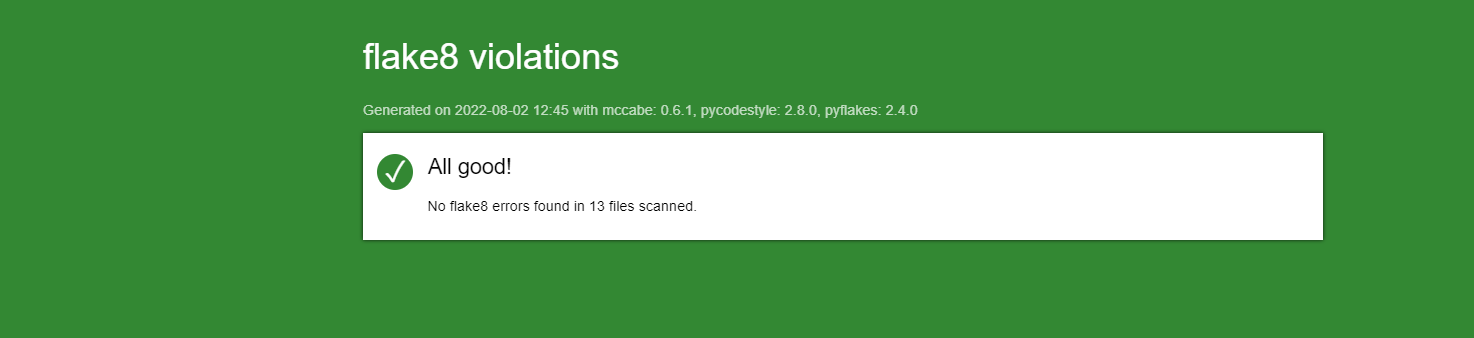 flake8 violations
Generated on 2022-08-02 12:45 with mccabe: 0.6.1, pycodestyle: 2.8.0, pyflakes: 2.4.0
All good!
No flake8 errors found in 13 files scanned.